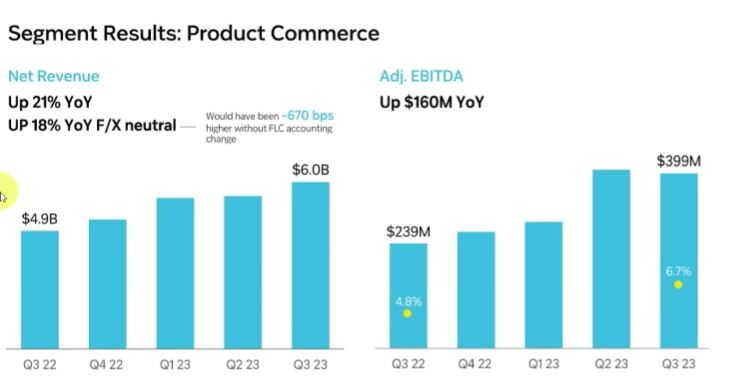 Segment Results: Product Commerce
Net Revenue
Up 21% YoY
UP 18% YoY F/X neutral
Would have been ~670 bps
higher without FLC accounting
change
$4.9B
$6.0B
Q3 22
Q4 22
Q1 23
Q2 23
Q3 23
Adj. EBITDA
Up $160M YoY
$239M
$399M
4.8%
6.7%
Q3 22
Q4 22
Q1 23
Q2 23
Q3 23